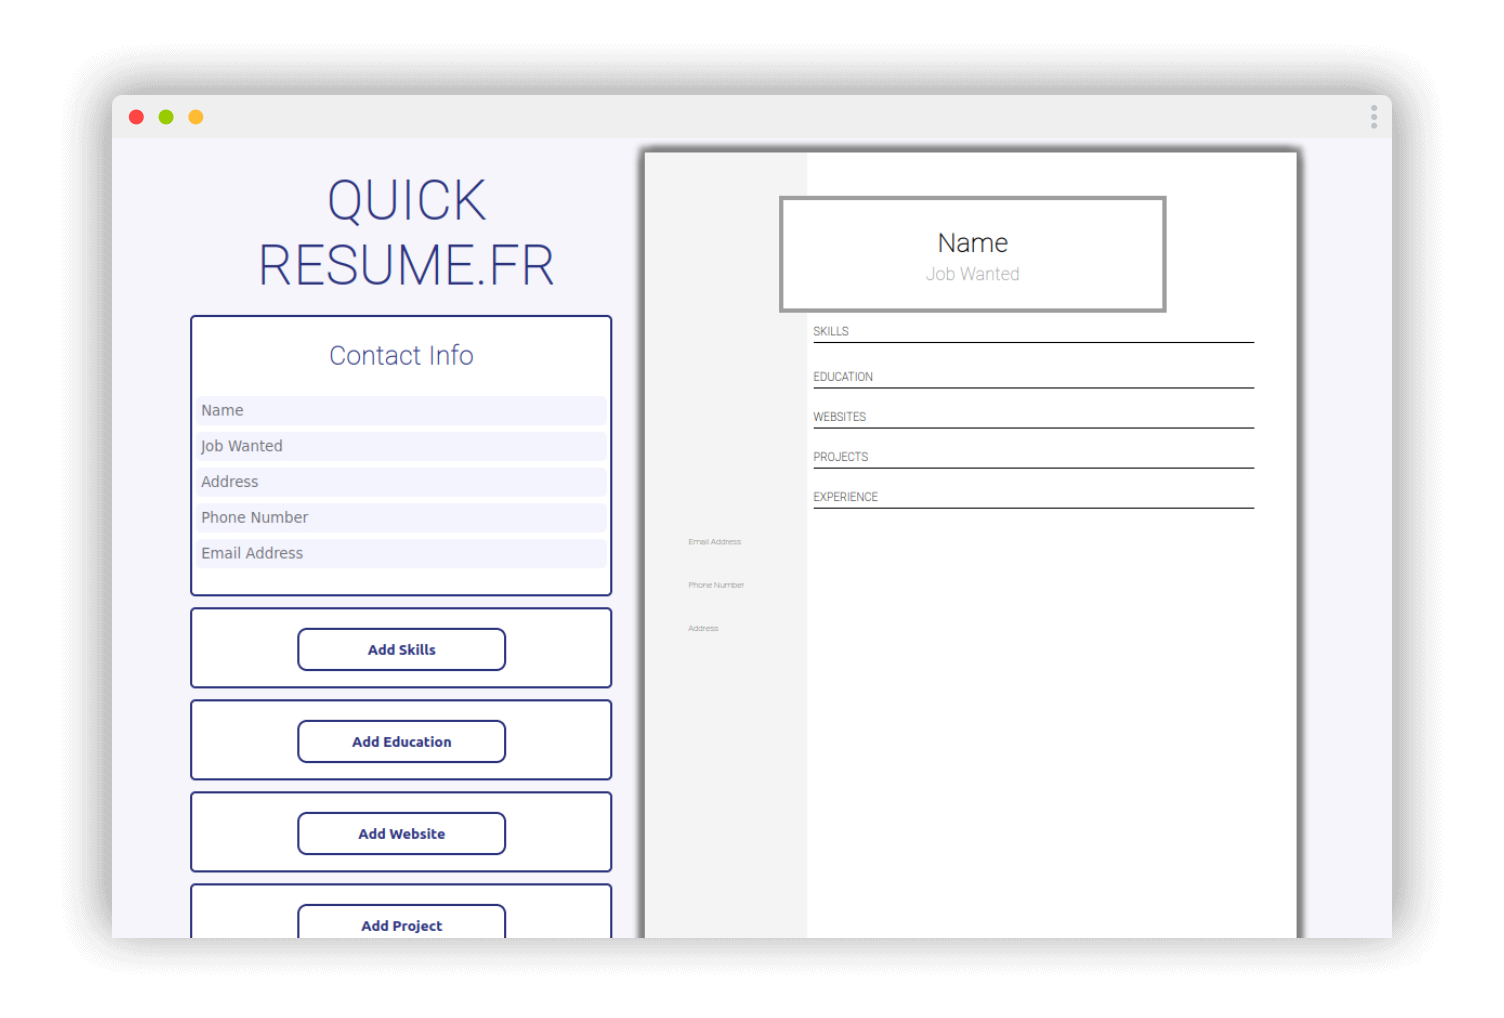 QUICK
RESUME.FR
Contact Info
Name
Job Wanted
Address
Phone Number
Email Address
Add Skills
Add Education
Add Website
Add Project
Name
Job Wanted
SKILLS
EDUCATION
WEBSITES
PROJECTS
EXPERIENCE
Email Address
Phone Number
Address